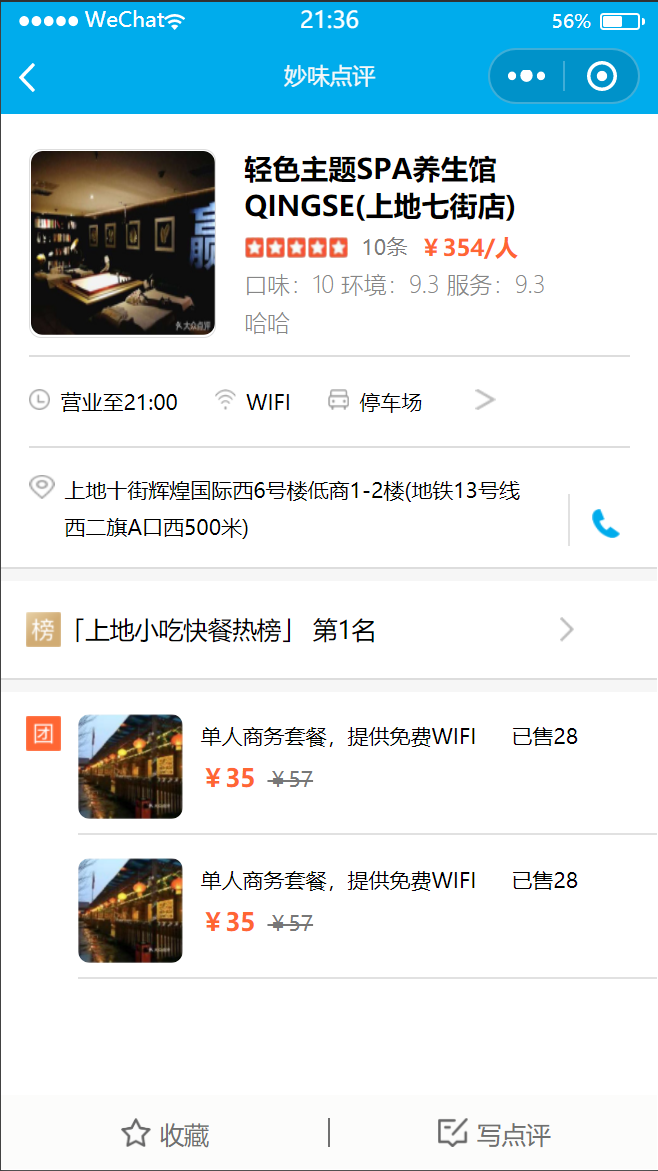 WeChat 21:36 56%
妙味点评
轻色主题SPA养生馆
QINGSE(上地七街店)
10条 ￥354/人
口味：10 环境：9.3 服务：9.3
哈哈
赢
大众点评
营业至21:00 WIFI 停车场
上地十街辉煌国际西6号楼低商1-2楼(地铁13号线
西二旗A口西500米)
榜 「上地小吃快餐热榜」 第1名
团 单人商务套餐，提供免费WIFI 已售28
￥35 ￥57
单人商务套餐，提供免费WIFI 已售28
￥35 ￥57
收藏 | 写点评